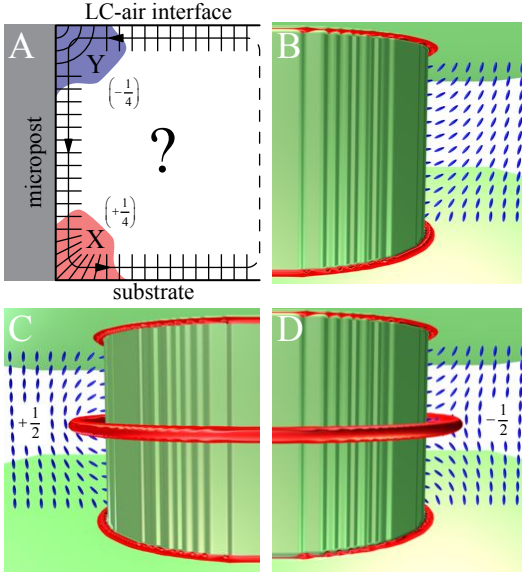 LC-air interface
A
Y
(−1/4)
?
micropost
(+1/4)
X
substrate
B
C
+1/2
D
−1/2